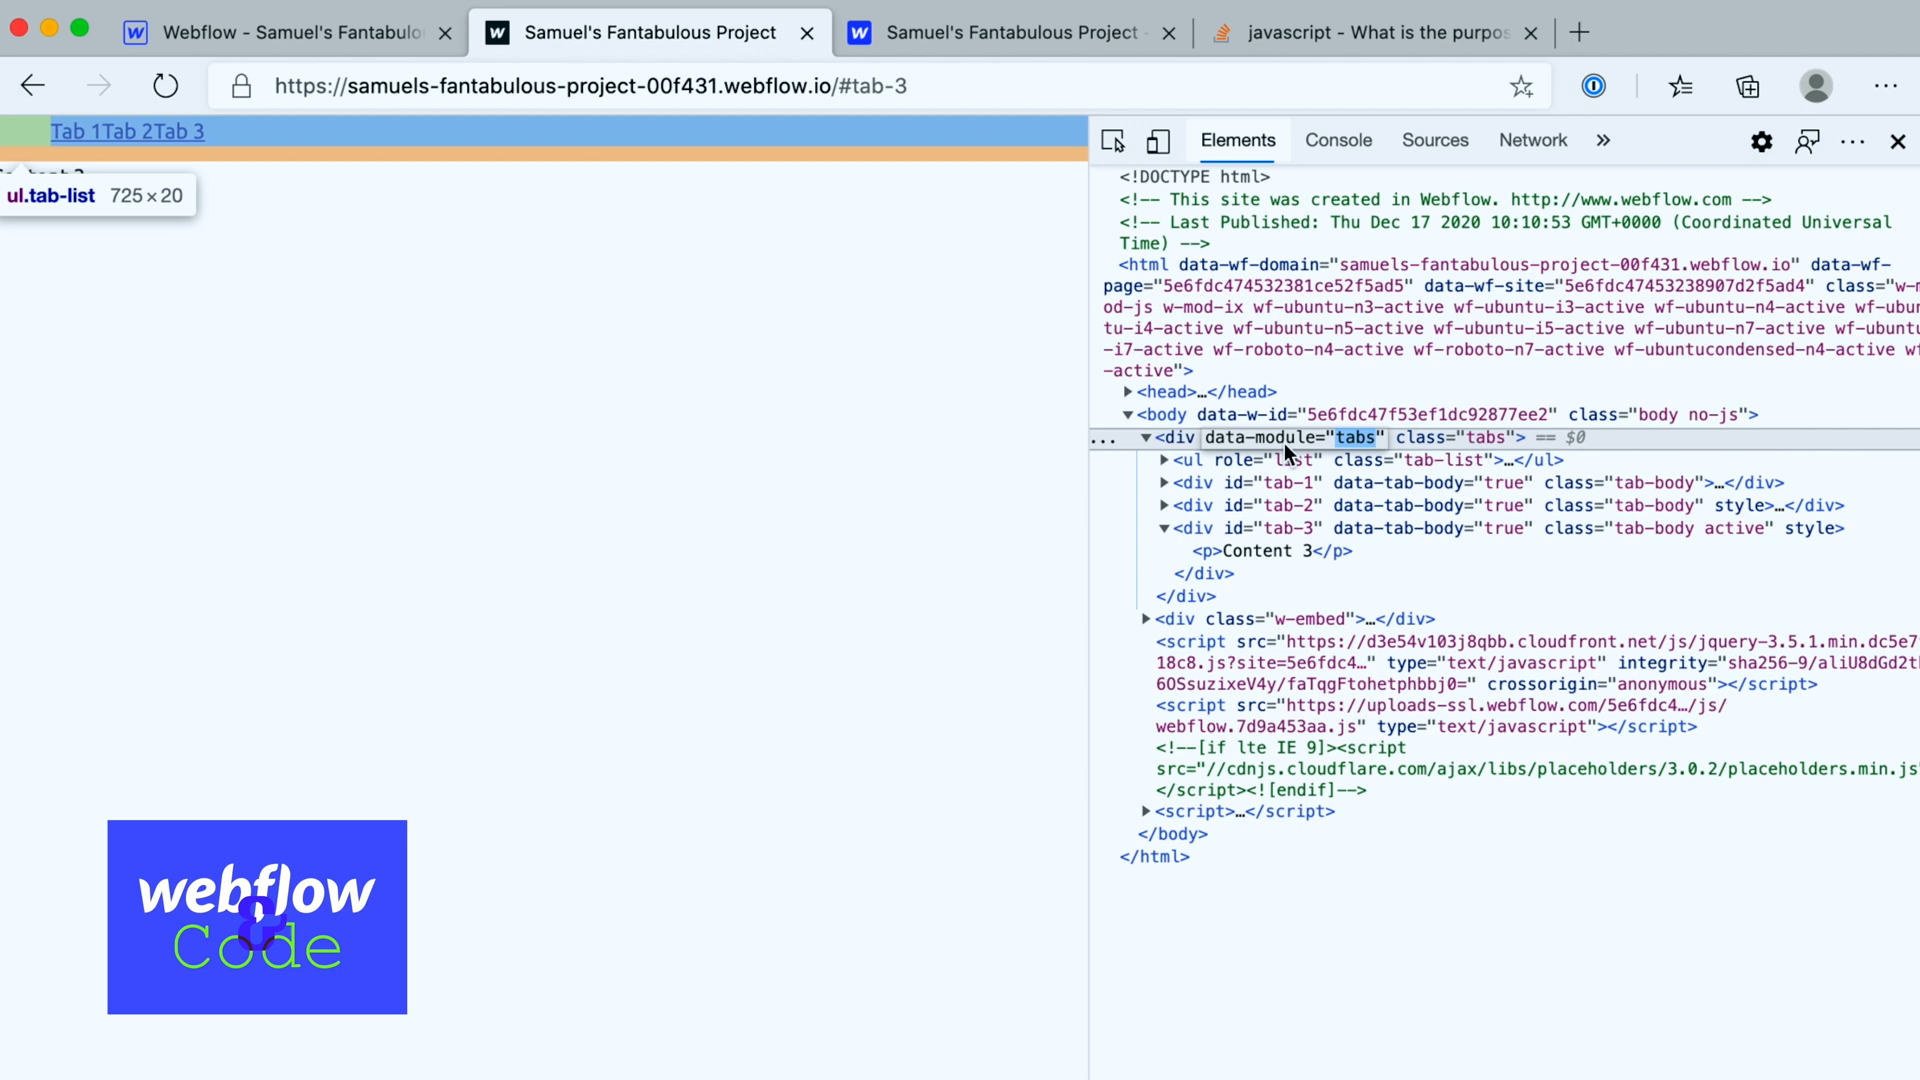 Webflow - Samuel's Fantabulo
Samuel's Fantabulous Project
Samuel's Fantabulous Project -
javascript - What is the purpos
https://samuels-fantabulous-project-00f431.webflow.io/#tab-3
Tab 1Tab 2Tab 3
ul.tab-list 725×20
Elements Console Sources Network
<!DOCTYPE html>
<!-- This site was created in Webflow. http://www.webflow.com -->
<!-- Last Published: Thu Dec 17 2020 10:10:53 GMT+0000 (Coordinated Universal
Time) -->
<html data-wf-domain="samuels-fantabulous-project-00f431.webflow.io" data-wf-
page="5e6fdc474532381ce52f5ad5" data-wf-site="5e6fdc47453238907d2f5ad4" class="w-m
od-js w-mod-ix wf-ubuntu-n3-active wf-ubuntu-i3-active wf-ubuntu-n4-active wf-ubun
tu-i4-active wf-ubuntu-n5-active wf-ubuntu-i5-active wf-ubuntu-n7-active wf-ubuntu
-i7-active wf-roboto-n4-active wf-roboto-n7-active wf-ubuntucondensed-n4-active wf
-active">
<head>…</head>
<body data-w-id="5e6fdc47f53ef1dc92877ee2" class="body no-js">
... <div data-module="tabs" class="tabs"> == $0
<ul role="list" class="tab-list">…</ul>
<div id="tab-1" data-tab-body="true" class="tab-body">…</div>
<div id="tab-2" data-tab-body="true" class="tab-body" style>…</div>
<div id="tab-3" data-tab-body="true" class="tab-body active" style>
<p>Content 3</p>
</div>
</div>
<div class="w-embed">…</div>
<script src="https://d3e54v103j8qbb.cloudfront.net/js/jquery-3.5.1.min.dc5e7
18c8.js?site=5e6fdc4…" type="text/javascript" integrity="sha256-9/aliU8dGd2t
6OSsuzixeV4y/faTqgFtohetphbbj0=" crossorigin="anonymous"></script>
<script src="https://uploads-ssl.webflow.com/5e6fdc4…/js/
webflow.7d9a453aa.js" type="text/javascript"></script>
<!--[if lte IE 9]><script
src="//cdnjs.cloudflare.com/ajax/libs/placeholders/3.0.2/placeholders.min.js"
</script><![endif]-->
<script>…</script>
</body>
</html>
webflow
&
Code